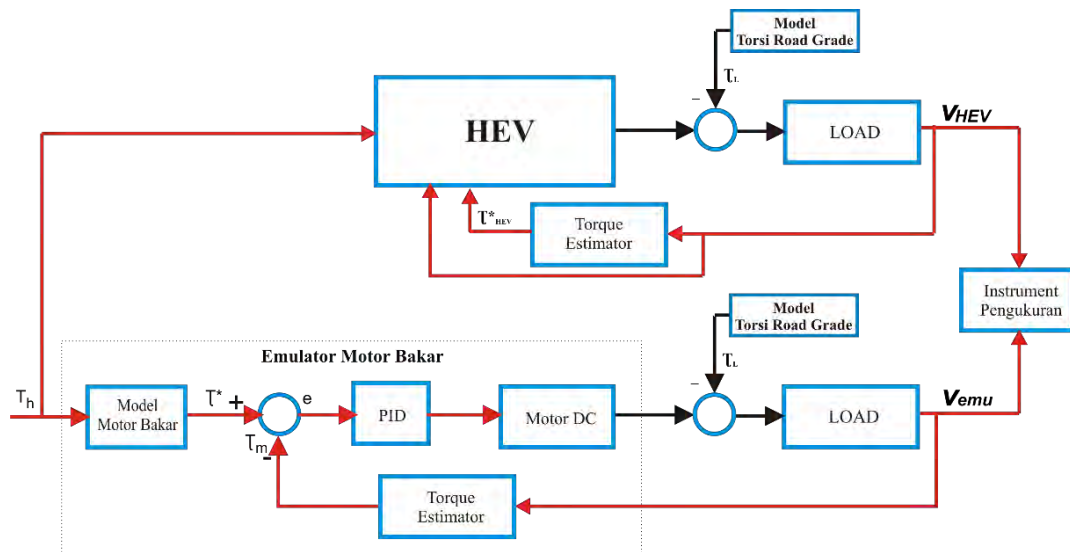 Model
Torsi Road Grade
τL
−
HEV
LOAD
VHEV
τ*HEV
Torque
Estimator
Instrument
Pengukuran
Model
Torsi Road Grade
τL
−
Emulator Motor Bakar
Th
Model
Motor Bakar
τ* +
e
PID
Motor DC
LOAD
Vemu
τm
-
Torque
Estimator